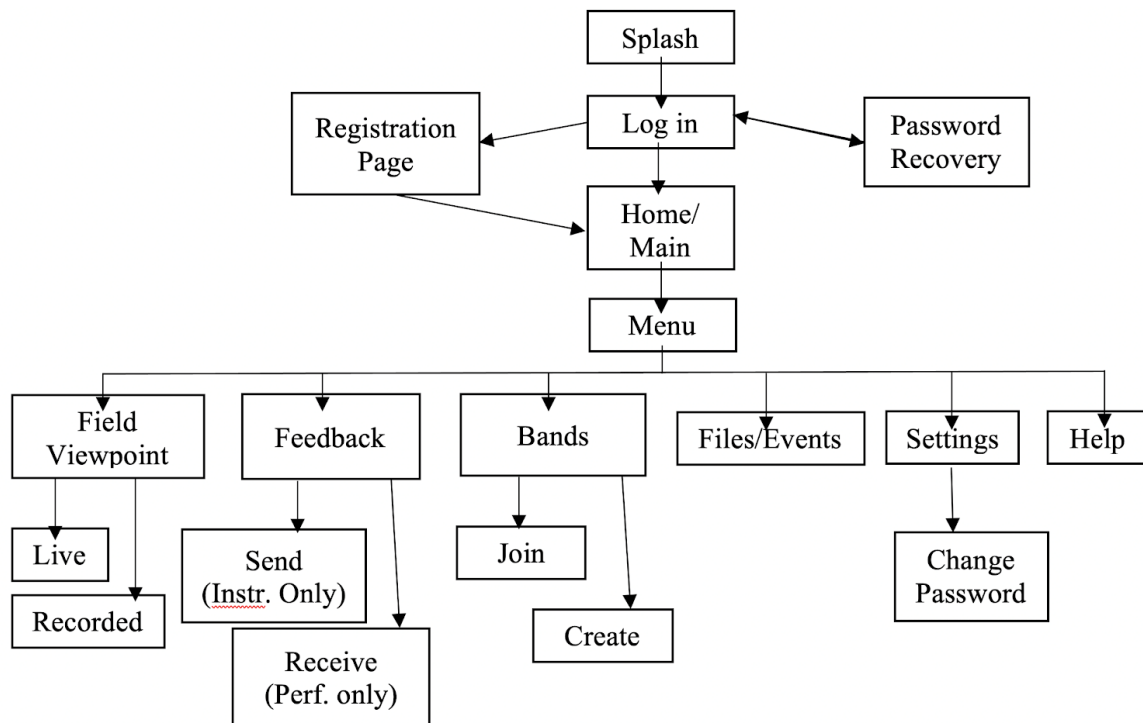 Splash
Registration
Page
Log in
Password
Recovery
Home/
Main
Menu
Field
Viewpoint
Feedback
Bands
Files/Events
Settings
Help
Live
Recorded
Send
(Instr. Only)
Receive
(Perf. only)
Join
Create
Change
Password